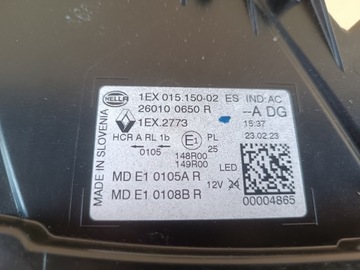 HELLA 1EX 015.150-02 ES IND: AC
26010 0650 R --A DG
1EX.2773 15:37
HCR A RL 1b E1 PL 23.02.23
0105 25
148R00
149R00 LED
MD E1 0105A R 12V 24
MD E1 0108B R 00004865
MADE IN SLOVENIA